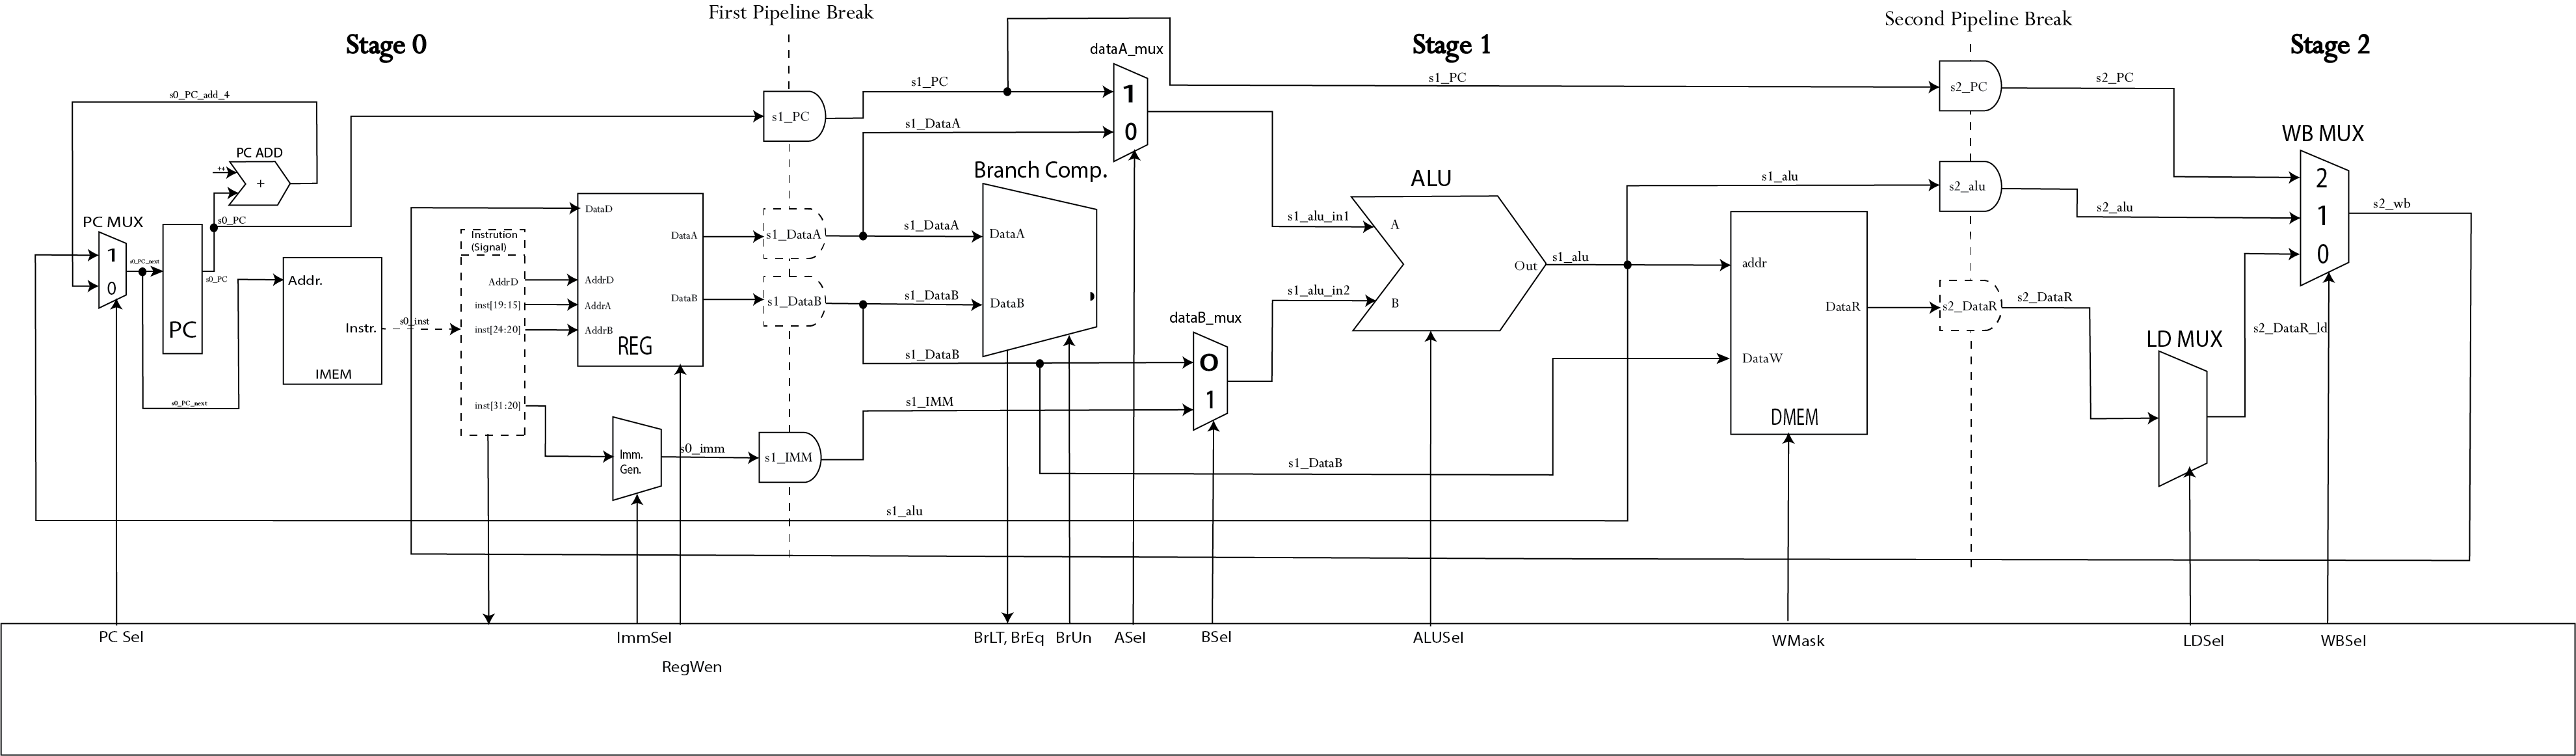 First Pipeline Break
Second Pipeline Break
Stage 0
Stage 1
Stage 2
dataA_mux
s1_PC
s1_PC
s2_PC
s2_PC
s0_PC_add_4
s1_PC
1
s1_DataA
0
PC ADD
+
WB MUX
Branch Comp.
ALU
s1_alu
s2_alu
2
s2_alu
1
0
s2_wb
PC MUX
1
0
s0_PC_next
s0_PC
s0_PC
PC
s0_PC_next
Addr.
Instr.
IMEM
s0_inst
Instrution
(Signal)
AddrD
inst[19:15]
inst[24:20]
inst[31:20]
DataD
DataA
AddrD
DataB
AddrA
AddrB
REG
s1_DataA
s1_DataB
s1_DataA
s1_DataB
DataA
DataB
s1_alu_in1
s1_alu_in2
A
B
Out
s1_alu
addr
DataR
DataW
DMEM
s2_DataR
s2_DataR
s2_DataR_ld
LD MUX
dataB_mux
s1_DataB
0
1
s1_IMM
Imm.
Gen.
s0_imm
s1_IMM
s1_DataB
s1_alu
PC Sel
ImmSel
RegWen
BrLT, BrEq
BrUn
ASel
BSel
ALUSel
WMask
LDSel
WBSel